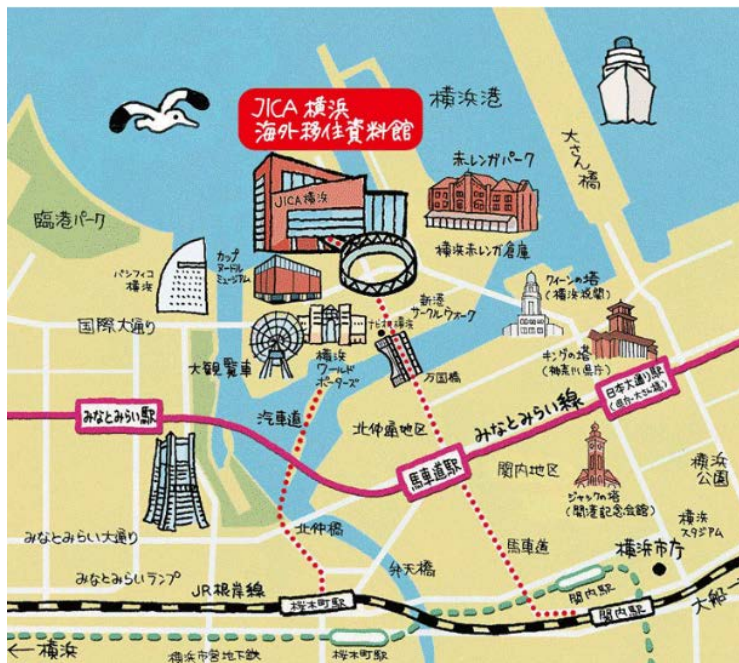 JICA 横浜
海外移住資料館
横浜港
大さん橋
赤レンガパーク
JICA横浜
臨港パーク
横浜赤レンガ倉庫
パシフィコ
横浜
カップ
ヌードル
ミュージアム
クイーンの塔
(横浜税関)
新港
サークルウォーク
国際大通り
ナビオス横浜
大観覧車
横浜
ワールド
ポーターズ
万国橋
キングの塔
(神奈川県庁)
日本大通り駅
(県庁・大さん橋)
みなとみらい線
汽車道
北仲通地区
みなとみらい駅
馬車道駅
関内地区
横浜
公園
ジャックの塔
(開港記念会館)
みなとみらい大通り
北仲橋
馬車道
横浜
スタジアム
弁天橋
横浜市庁
みなとみらいランプ
JR根岸線
桜木町駅
関内駅
関内駅
大船→
←横浜
横浜市営地下鉄
桜木町駅